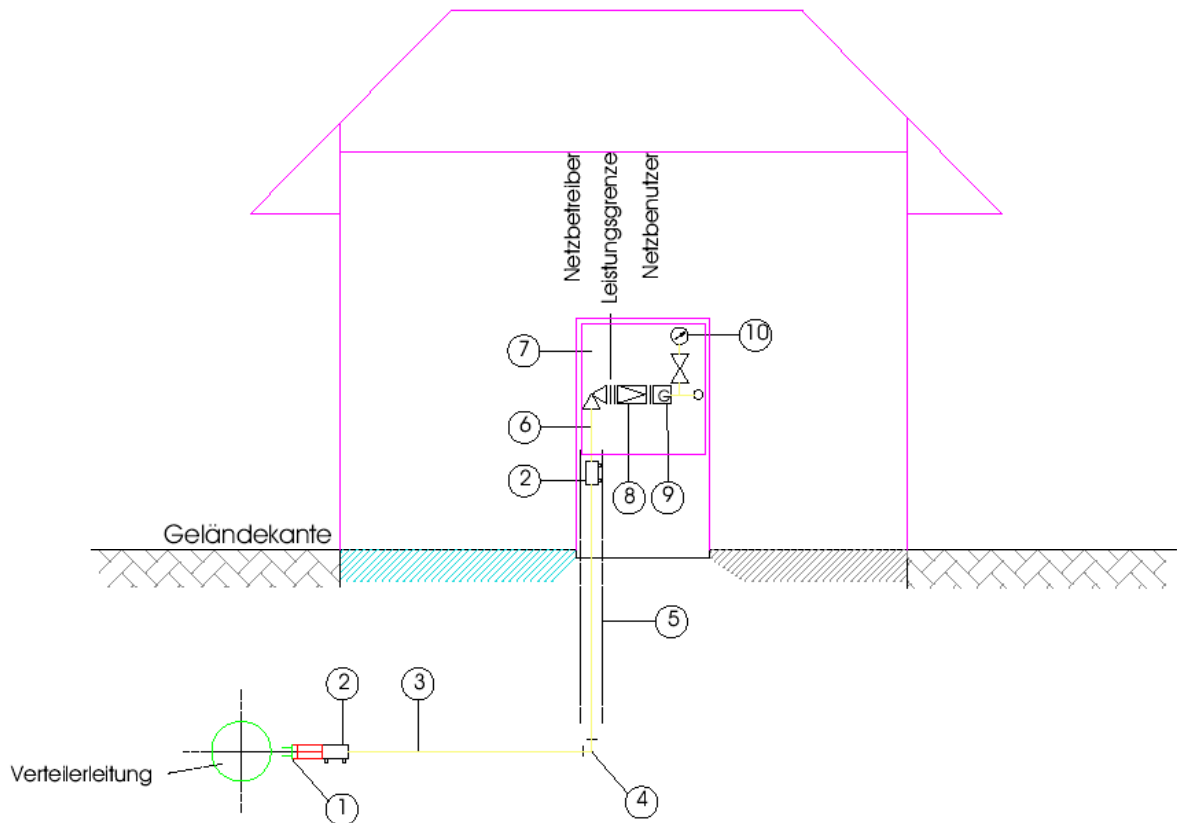 Netzbetreiber
Leistungsgrenze
Netzbenutzer
10
7
6
G
2
8
9
Geländekante
5
2
3
Verteilerleitung
1
4